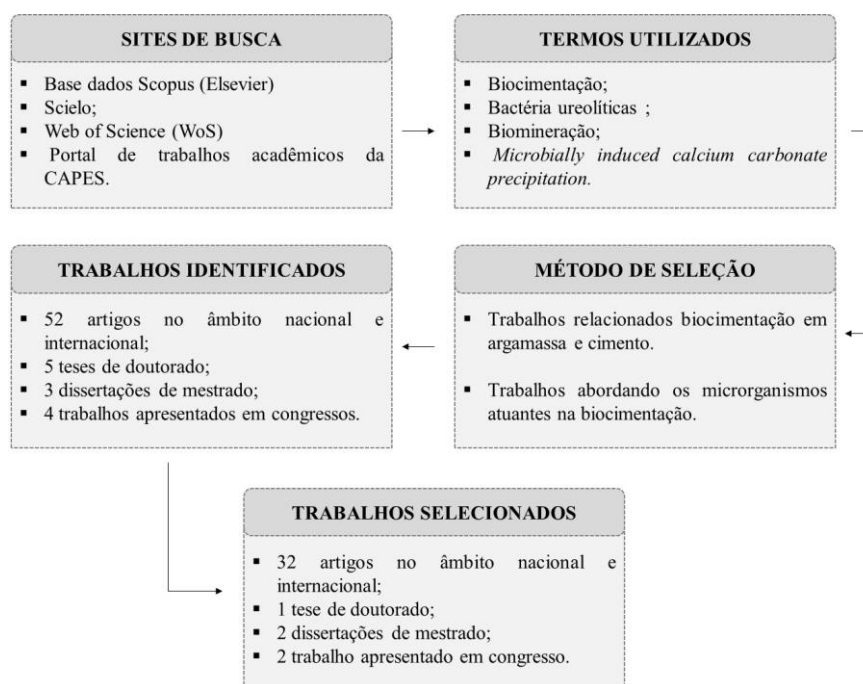 SITES DE BUSCA
▪ Base dados Scopus (Elsevier)
▪ Scielo;
▪ Web of Science (WoS)
▪ Portal de trabalhos acadêmicos da
CAPES.
TERMOS UTILIZADOS
▪ Biocimentação;
▪ Bactéria ureolíticas ;
▪ Biomineração;
▪ Microbially induced calcium carbonate
precipitation.
MÉTODO DE SELEÇÃO
▪ Trabalhos relacionados biocimentação em
argamassa e cimento.
▪ Trabalhos abordando os microrganismos
atuantes na biocimentação.
TRABALHOS IDENTIFICADOS
▪ 52 artigos no âmbito nacional e
internacional;
▪ 5 teses de doutorado;
▪ 3 dissertações de mestrado;
▪ 4 trabalhos apresentados em congressos.
TRABALHOS SELECIONADOS
▪ 32 artigos no âmbito nacional e
internacional;
▪ 1 tese de doutorado;
▪ 2 dissertações de mestrado;
▪ 2 trabalho apresentado em congresso.